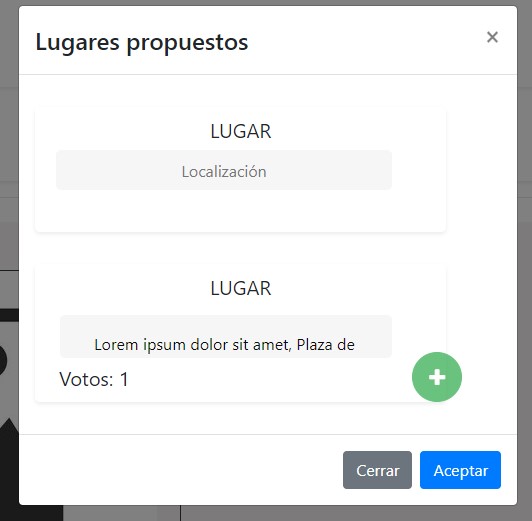 Lugares propuestos
×
LUGAR
Localización
LUGAR
Lorem ipsum dolor sit amet, Plaza de
Votos: 1
+
Cerrar
Aceptar